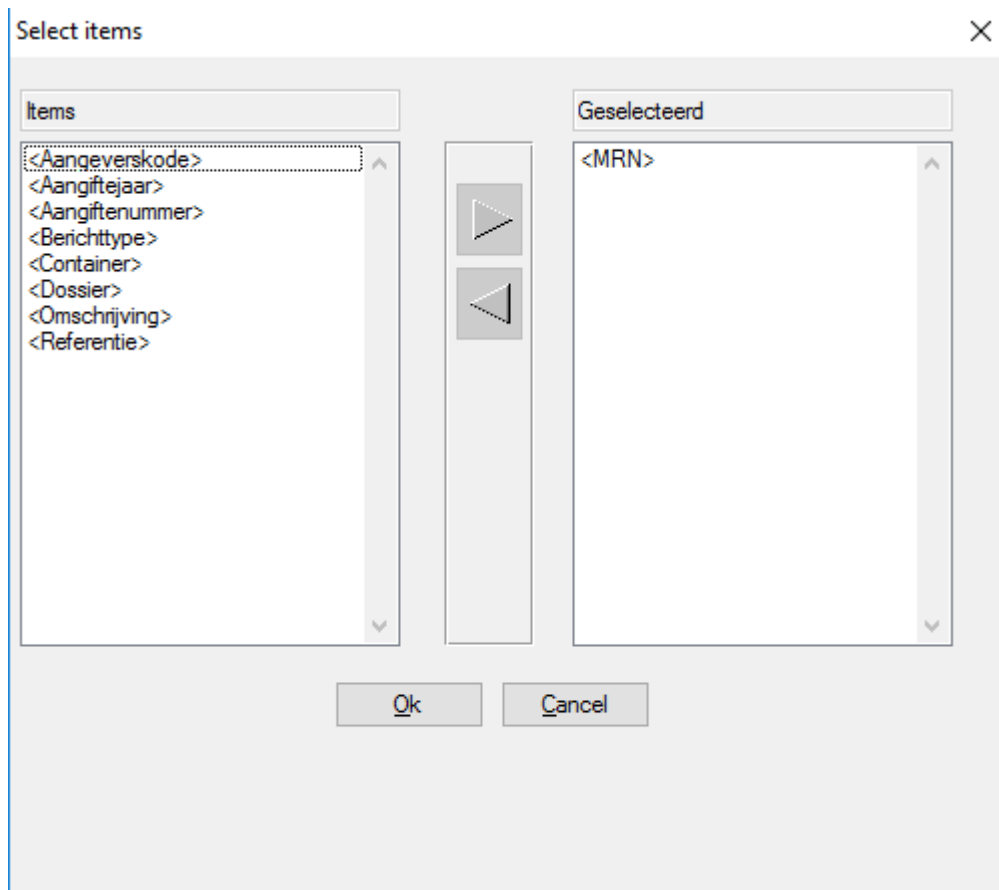 Select items
Items
Geselecteerd
<Aangeverskode>
<Aangiftejaar>
<Aangiftenummer>
<Berichttype>
<Container>
<Dossier>
<Omschrijving>
<Referentie>
<MRN>
Ok
Cancel